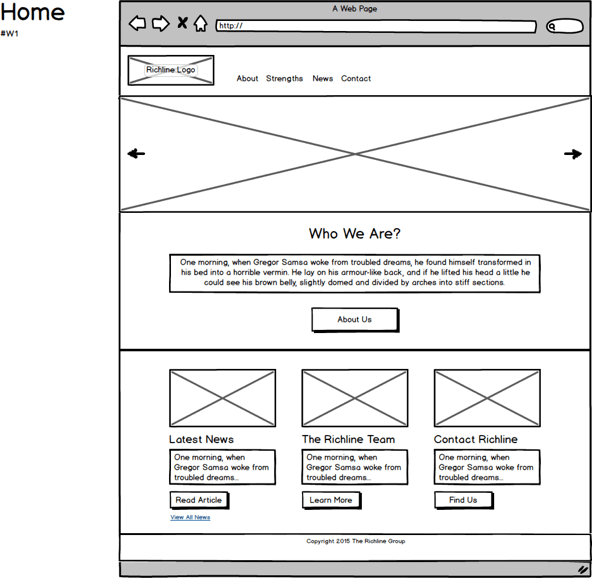 Home
#W1
A Web Page
http://
Richline Logo
About Strengths News Contact
Who We Are?
One morning, when Gregor Samsa woke from troubled dreams, he found himself transformed in
his bed into a horrible vermin. He lay on his armour-like back, and if he lifted his head a little he
could see his brown belly, slightly domed and divided by arches into stiff sections.
About Us
Latest News
One morning, when
Gregor Samsa woke from
troubled dreams...
Read Article
View All News
The Richline Team
One morning, when
Gregor Samsa woke from
troubled dreams...
Learn More
Contact Richline
One morning, when
Gregor Samsa woke from
troubled dreams...
Find Us
Copyright 2015 The Richline Group